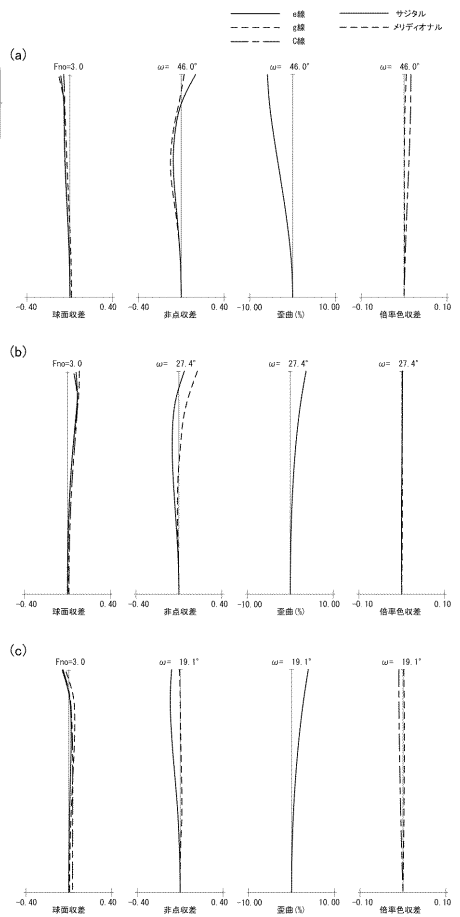 e線 サジタル
g線 メリディオナル
C線
(a)
Fno=3.0 ω= 46.0° ω= 46.0° ω= 46.0°
-0.40 0.40 -0.40 0.40 -10.00 10.00 -0.10 0.10
球面収差 非点収差 歪曲(%) 倍率色収差
(b)
Fno=3.0 ω= 27.4° ω= 27.4° ω= 27.4°
-0.40 0.40 -0.40 0.40 -10.00 10.00 -0.10 0.10
球面収差 非点収差 歪曲(%) 倍率色収差
(c)
Fno=3.0 ω= 19.1° ω= 19.1° ω= 19.1°
-0.40 0.40 -0.40 0.40 -10.00 10.00 -0.10 0.10
球面収差 非点収差 歪曲(%) 倍率色収差